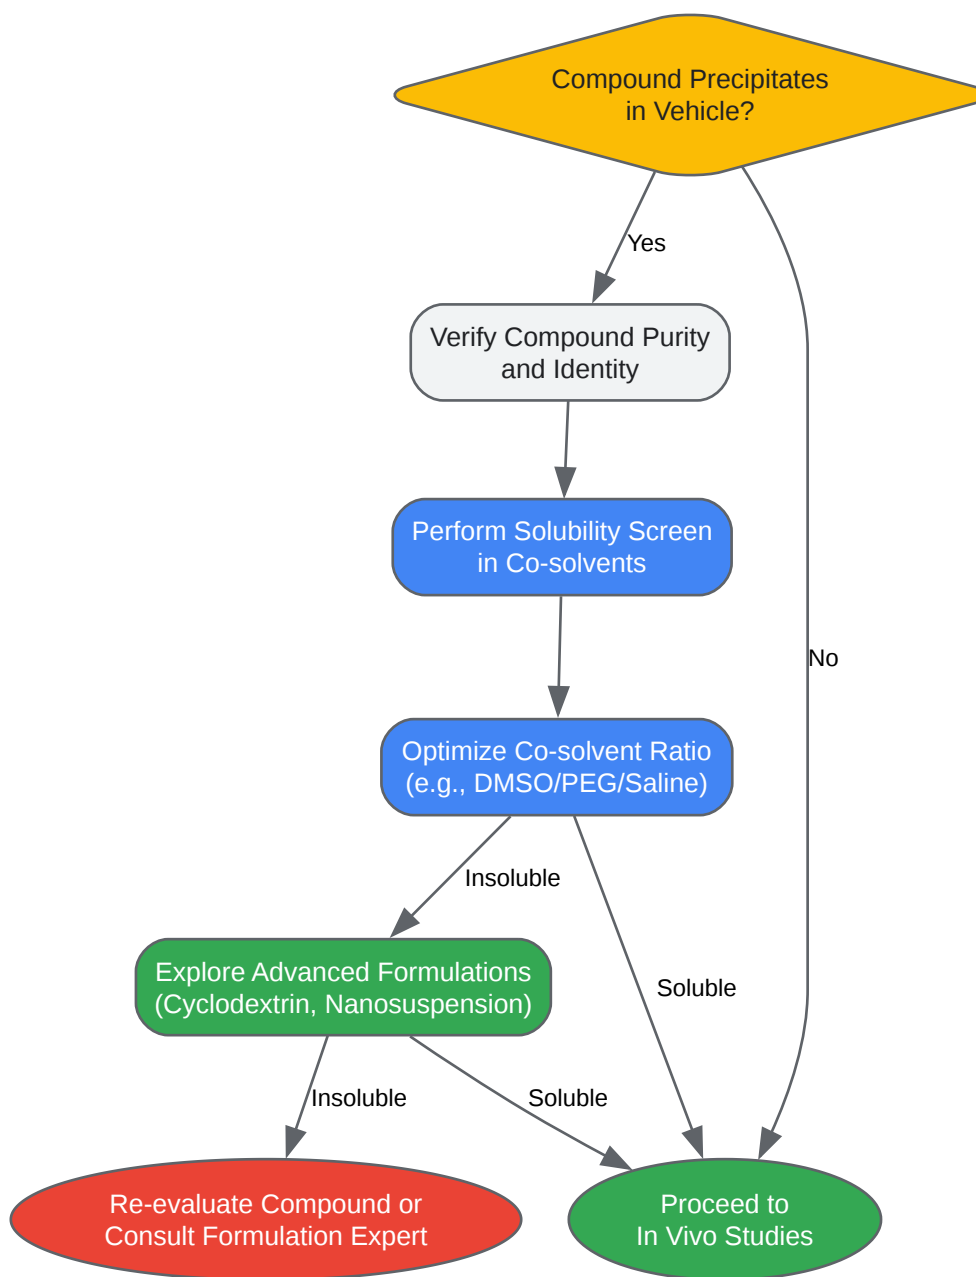 Compound Precipitates
in Vehicle?
Yes
Verify Compound Purity
and Identity
Perform Solubility Screen
in Co-solvents
No
Optimize Co-solvent Ratio
(e.g., DMSO/PEG/Saline)
Insoluble
Explore Advanced Formulations
(Cyclodextrin, Nanosuspension)
Soluble
Insoluble
Soluble
Re-evaluate Compound or
Consult Formulation Expert
Proceed to
In Vivo Studies